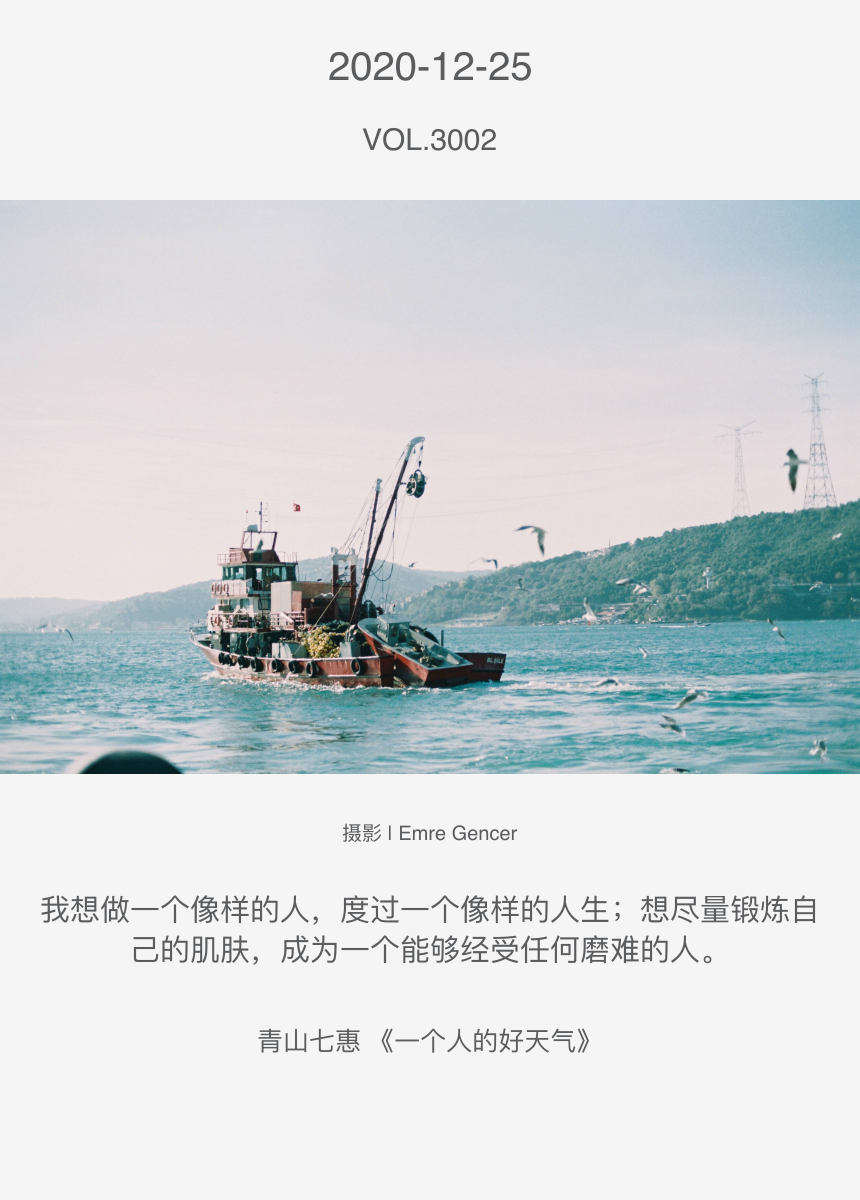 2020-12-25
VOL.3002
摄影 | Emre Gencer
我想做一个像样的人，度过一个像样的人生；想尽量锻炼自
己的肌肤，成为一个能够经受任何磨难的人。
青山七惠 《一个人的好天气》